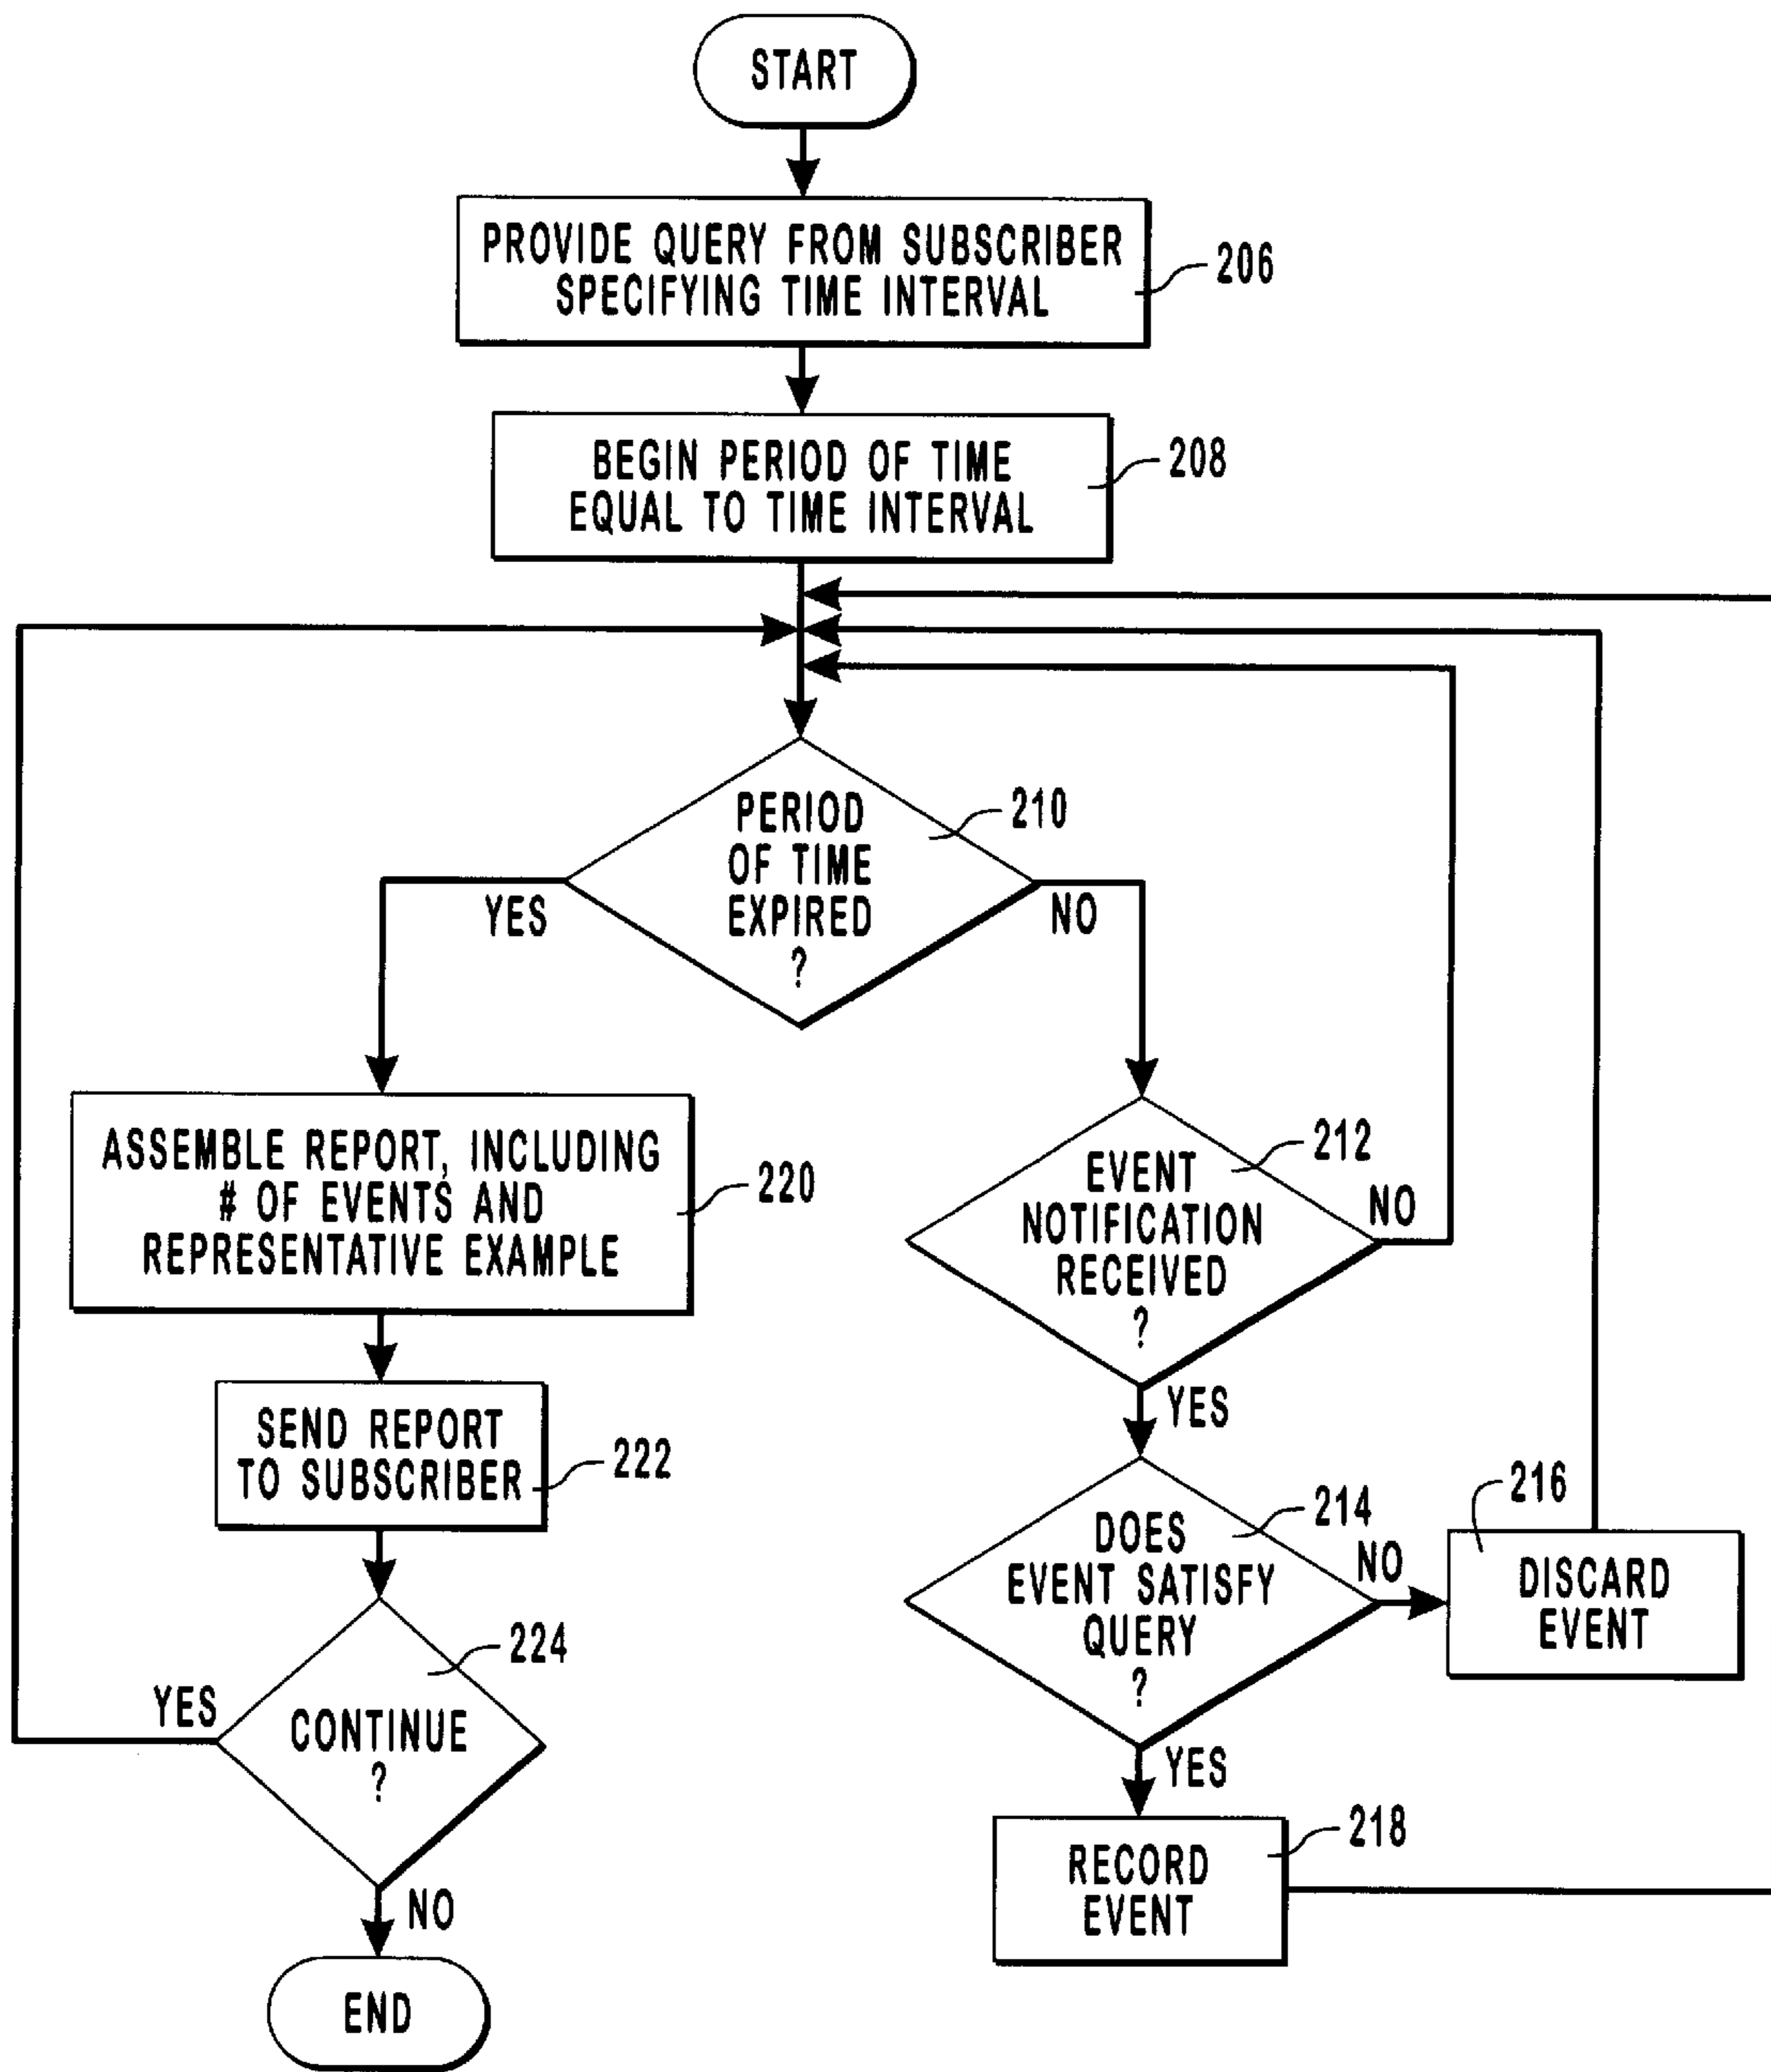 START
PROVIDE QUERY FROM SUBSCRIBER
SPECIFYING TIME INTERVAL
206
BEGIN PERIOD OF TIME
EQUAL TO TIME INTERVAL
208
PERIOD
OF TIME
EXPIRED
?
210
YES
NO
ASSEMBLE REPORT, INCLUDING
# OF EVENTS AND
REPRESENTATIVE EXAMPLE
220
EVENT
NOTIFICATION
RECEIVED
?
212
NO
YES
SEND REPORT
TO SUBSCRIBER
222
DOES
EVENT SATISFY
QUERY
?
214
NO
216
DISCARD
EVENT
YES
CONTINUE
?
224
YES
NO
RECORD
EVENT
218
END